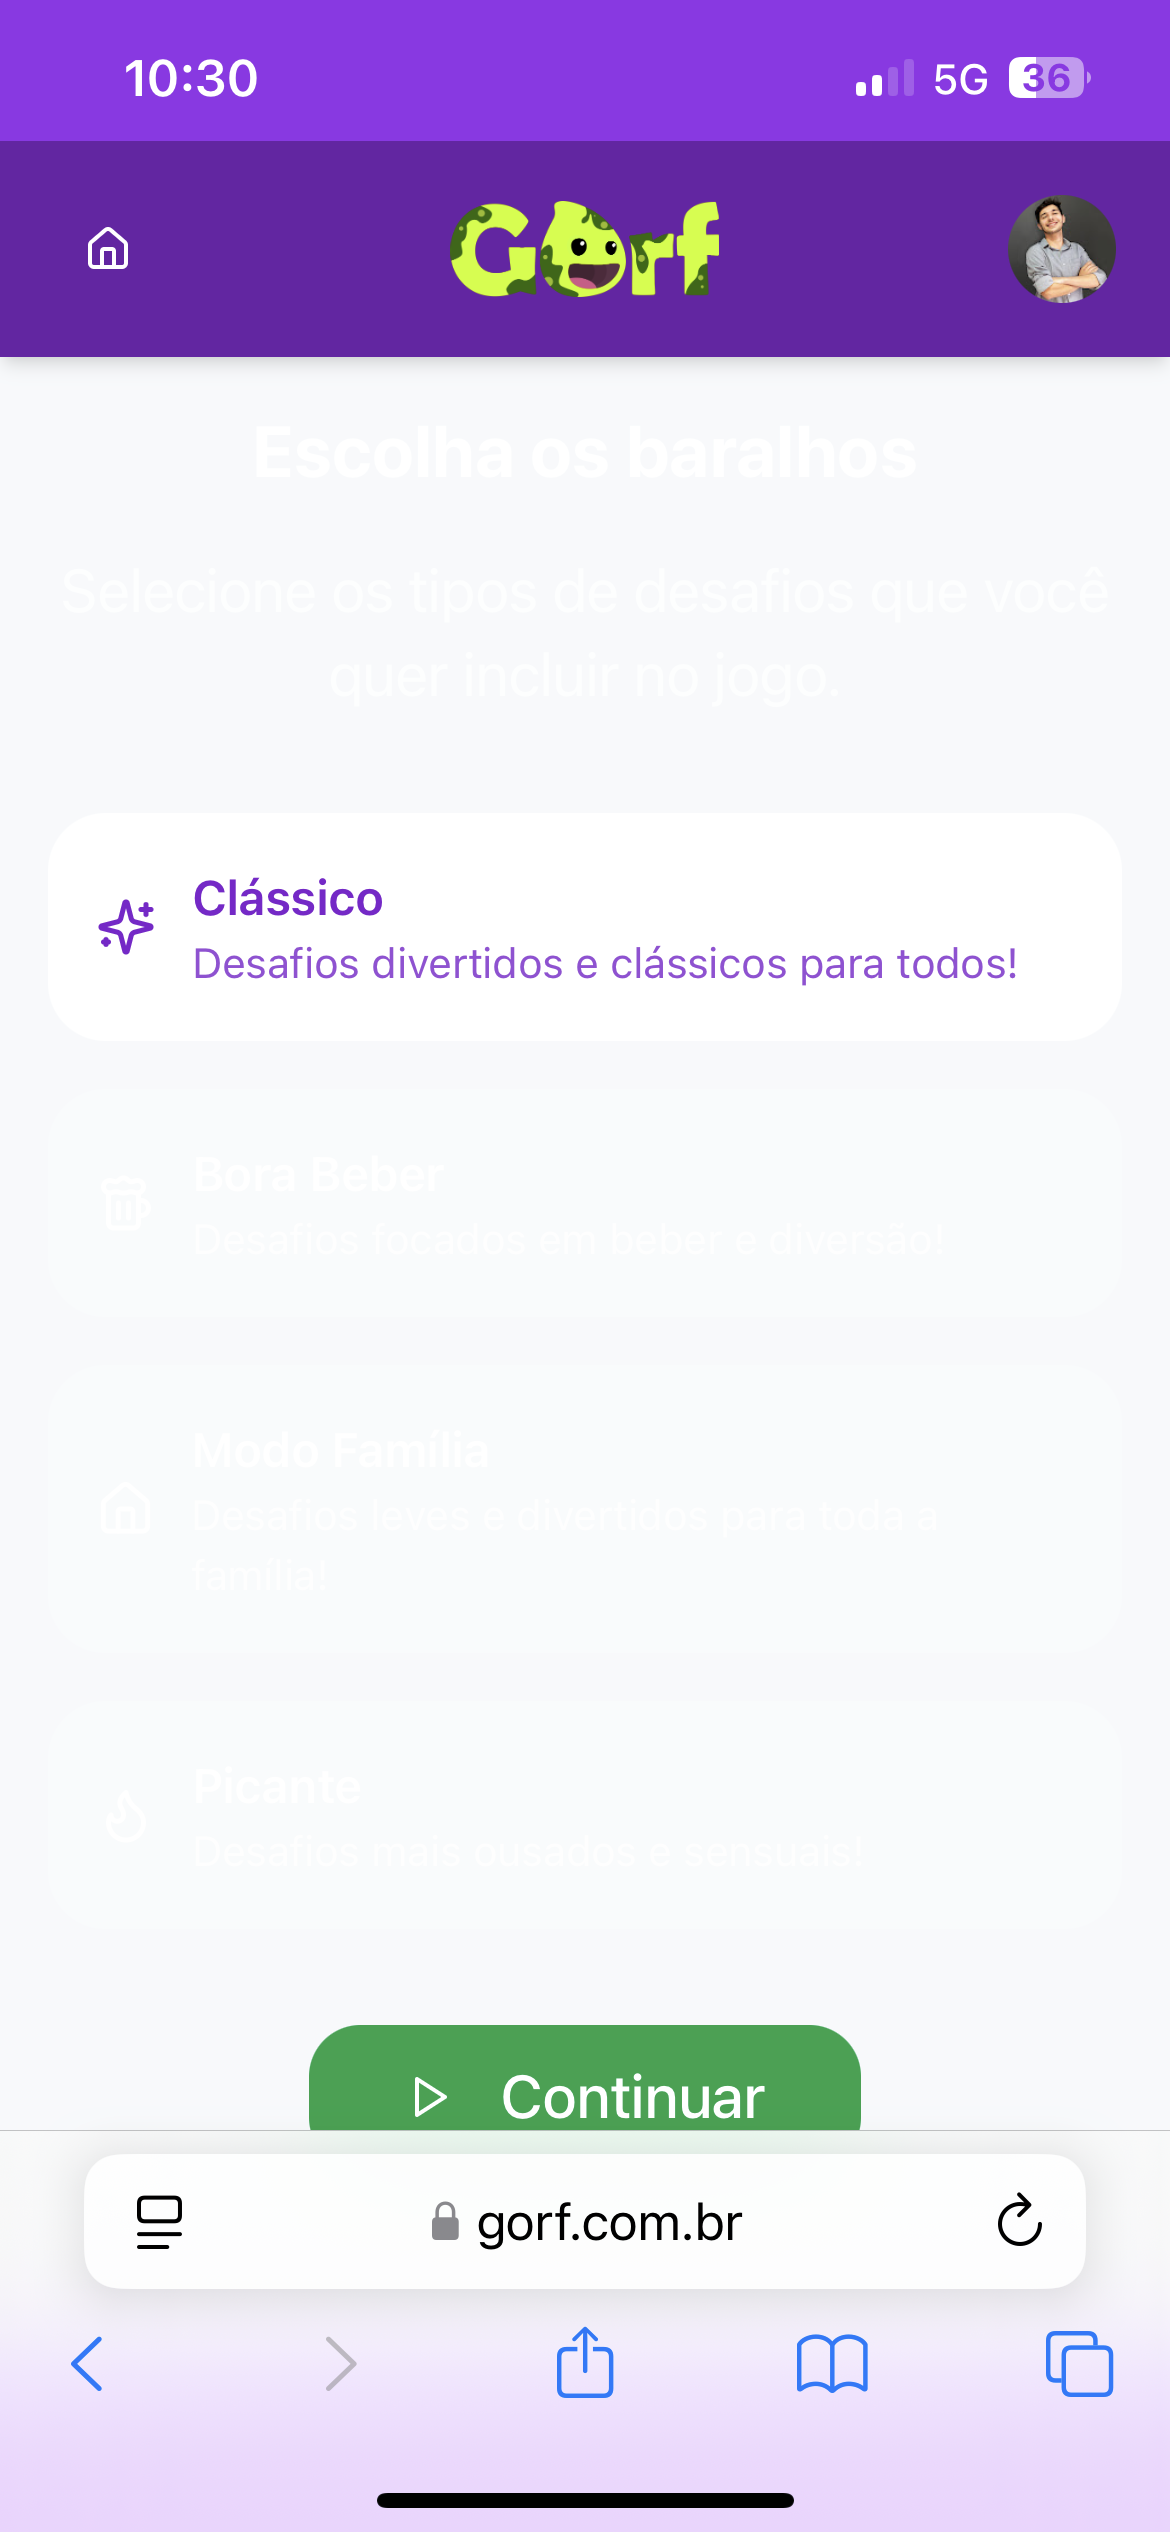 10:30
5G
36
Gorf
Escolha os baralhos
Selecione os tipos de desafios que você
quer incluir no jogo.
Clássico
Desafios divertidos e clássicos para todos!
Bora Beber
Desafios focados em beber e diversão!
Modo Família
Desafios leves e divertidos para toda a
família!
Picante
Desafios mais ousados e sensuais!
Continuar
gorf.com.br